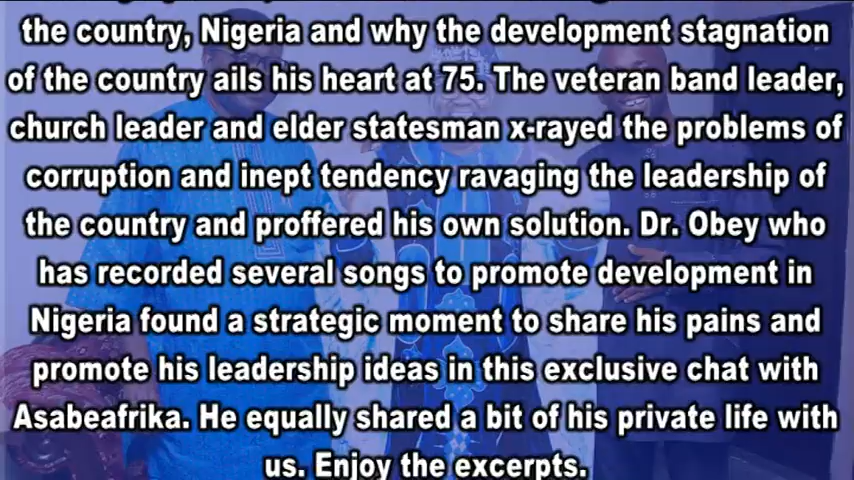 the country, Nigeria and why the development stagnation
of the country ails his heart at 75. The veteran band leader,
church leader and elder statesman x-rayed the problems of
corruption and inept tendency ravaging the leadership of
the country and proffered his own solution. Dr. Obey who
has recorded several songs to promote development in
Nigeria found a strategic moment to share his pains and
promote his leadership ideas in this exclusive chat with
Asabeafrika. He equally shared a bit of his private life with
us. Enjoy the excerpts.